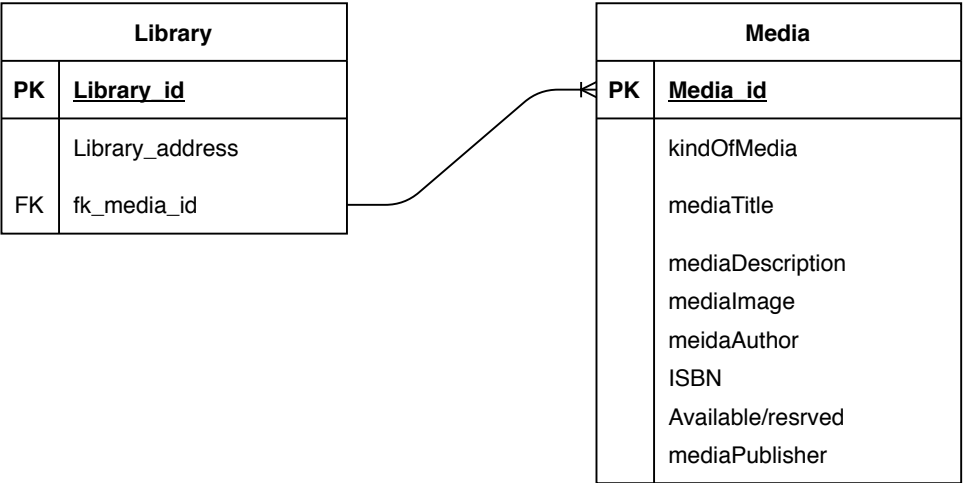 Library
PK Library_id
Library_address
FK fk_media_id
Media
PK Media_id
kindOfMedia
mediaTitle
mediaDescription
mediaImage
meidaAuthor
ISBN
Available/resrved
mediaPublisher